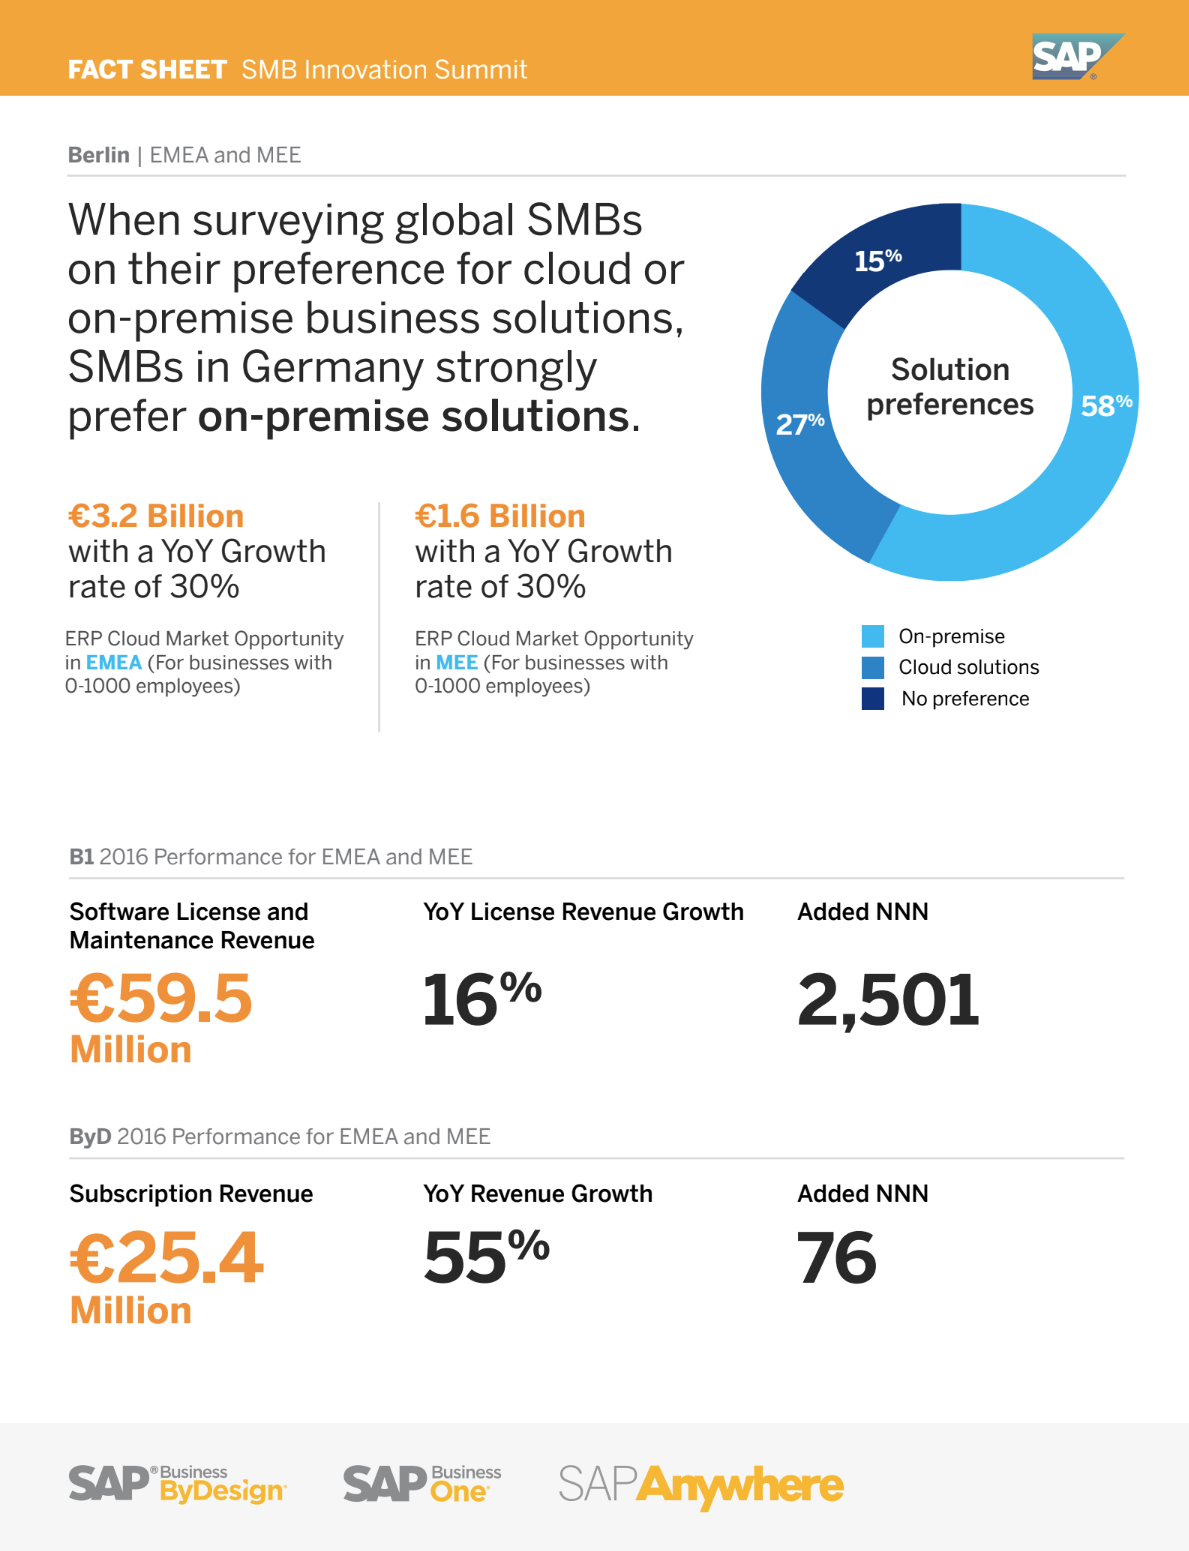 FACT SHEET SMB Innovation Summit
SAP®
Berlin | EMEA and MEE
When surveying global SMBs
on their preference for cloud or
on-premise business solutions,
SMBs in Germany strongly
prefer on-premise solutions.
15%
27%
58%
Solution
preferences
On-premise
Cloud solutions
No preference
€3.2 Billion
with a YoY Growth
rate of 30%
ERP Cloud Market Opportunity
in EMEA (For businesses with
0-1000 employees)
€1.6 Billion
with a YoY Growth
rate of 30%
ERP Cloud Market Opportunity
in MEE (For businesses with
0-1000 employees)
B1 2016 Performance for EMEA and MEE
Software License and
Maintenance Revenue
€59.5
Million
YoY License Revenue Growth
16%
Added NNN
2,501
ByD 2016 Performance for EMEA and MEE
Subscription Revenue
€25.4
Million
YoY Revenue Growth
55%
Added NNN
76
SAP® Business
ByDesign
SAP Business
One
SAP Anywhere